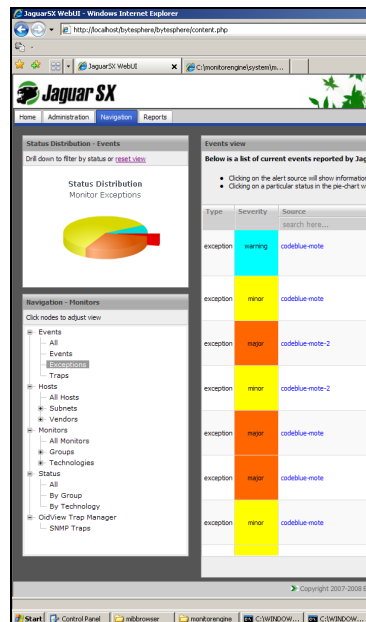 JaguarSX WebUI - Windows Internet Explorer
http://localhost/bytesphere/bytesphere/content.php
JaguarSX WebUI
C:\monitorengine\system\m...
Jaguar SX
Home Administration Navigation Reports
Status Distribution - Events
Drill down to filter by status or reset view
Status Distribution
Monitor Exceptions
Navigation - Monitors
Click nodes to adjust view
Events
All
Events
Exceptions
Traps
Hosts
All Hosts
Subnets
Vendors
Monitors
All Monitors
Groups
Technologies
Status
All
By Group
By Technology
OidView Trap Manager
SNMP Traps
Events view
Below is a list of current events reported by Jag
Clicking on the alert source will show information
Clicking on a particular status in the pie-chart w
Type Severity Source
search here...
exception warning codeblue-mote
exception minor codeblue-mote
exception major codeblue-mote-2
exception minor codeblue-mote-2
exception major codeblue-mote
exception major codeblue-mote
exception minor codeblue-mote
Copyright 2007-2008 B
Start Control Panel mibbrowser monitorengine C:\WINDOW... C:\WINDOW...